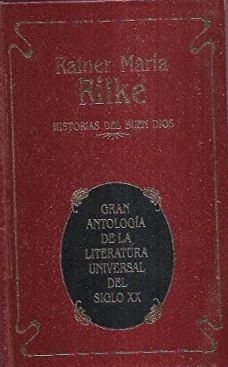 Rainer Maria
Rilke
HISTORIAS DEL BUEN DIOS
GRAN
ANTOLOGÍA
DE LA
LITERATURA
UNIVERSAL
DEL
SIGLO XX